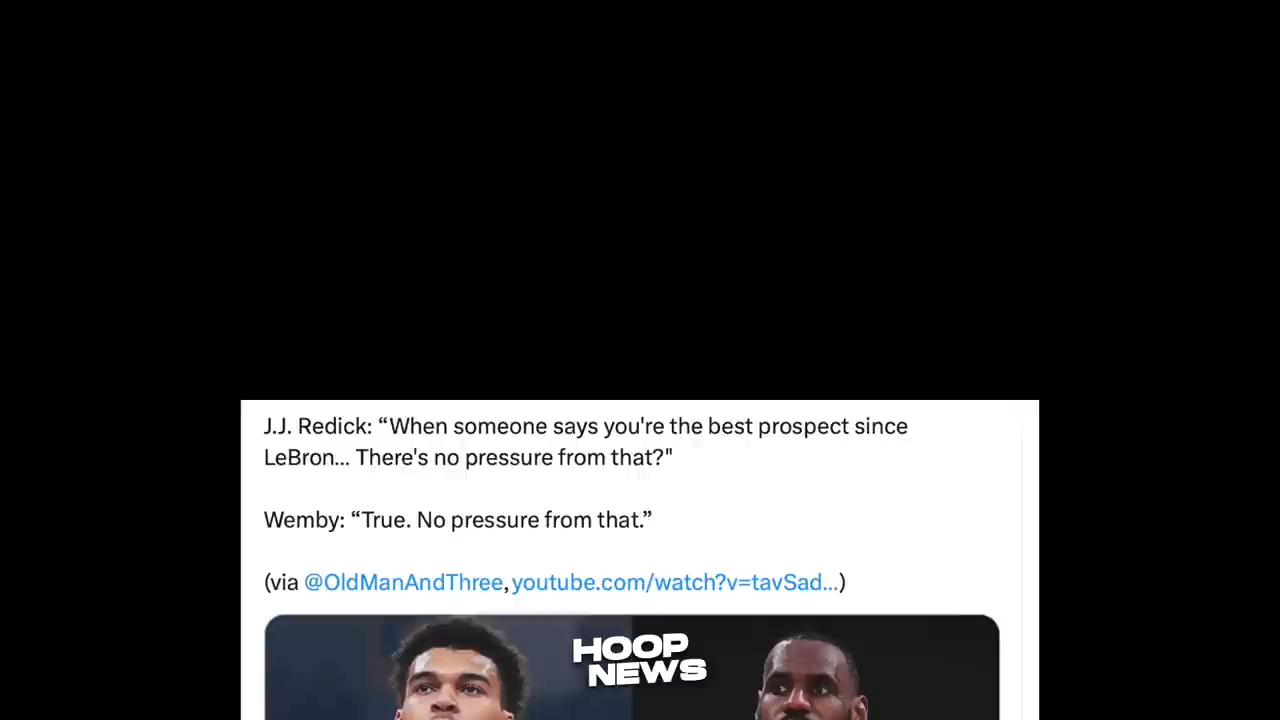 J.J. Redick: “When someone says you're the best prospect since
LeBron... There's no pressure from that?"
Wemby: “True. No pressure from that.”
(via @OldManAndThree, youtube.com/watch?v=tavSad...)
HOOP
NEWS